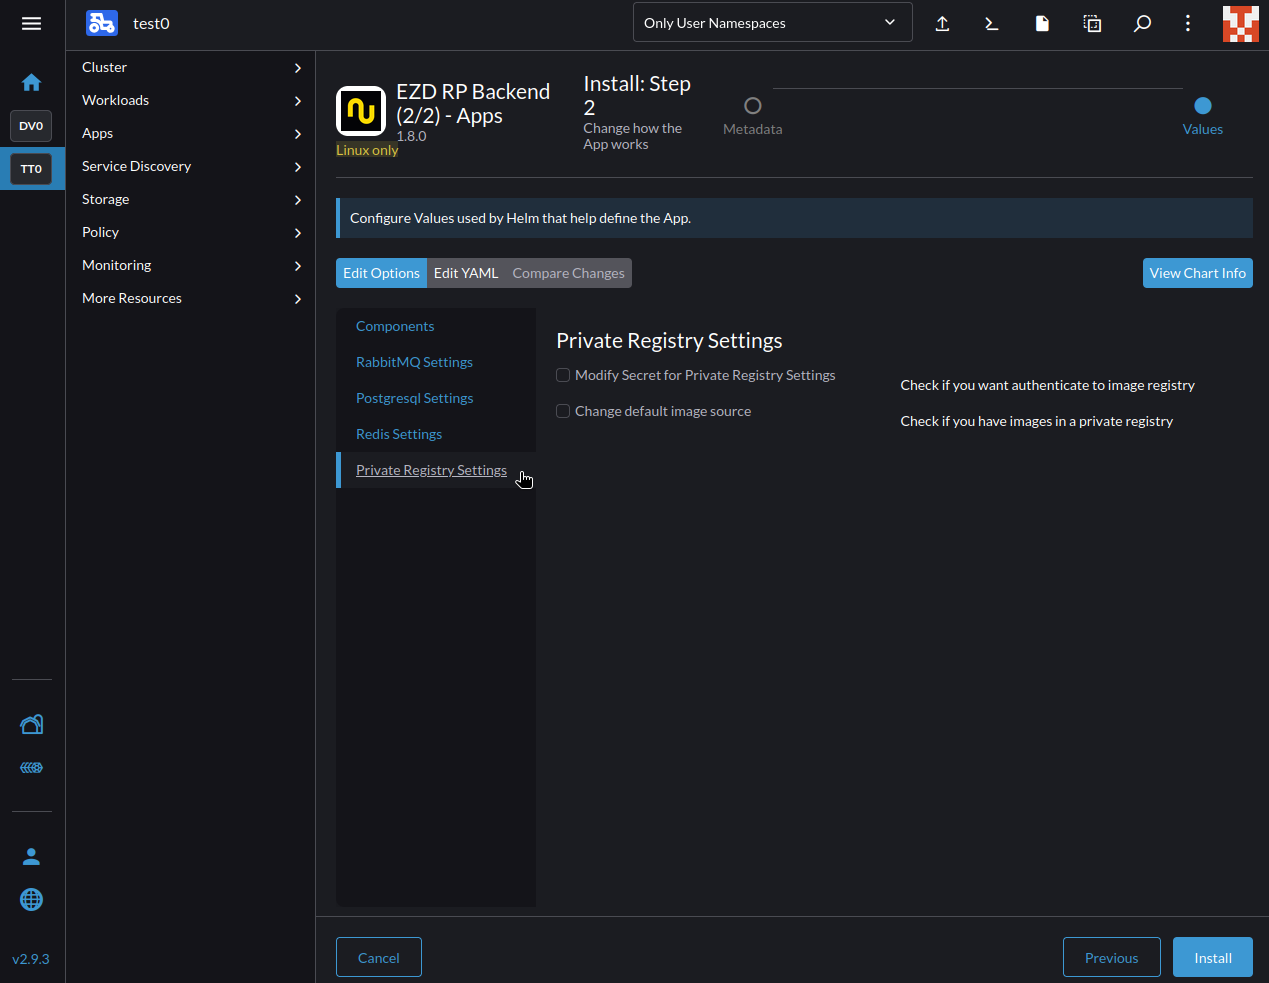 test0
Only User Namespaces
DV0
TT0
Cluster
Workloads
Apps
Service Discovery
Storage
Policy
Monitoring
More Resources
v2.9.3
EZD RP Backend
(2/2) - Apps
1.8.0
Linux only
Install: Step
2
Change how the
App works
Metadata
Values
Configure Values used by Helm that help define the App.
Edit Options
Edit YAML
Compare Changes
View Chart Info
Components
RabbitMQ Settings
Postgresql Settings
Redis Settings
Private Registry Settings
Private Registry Settings
Modify Secret for Private Registry Settings
Check if you want authenticate to image registry
Change default image source
Check if you have images in a private registry
Cancel
Previous
Install